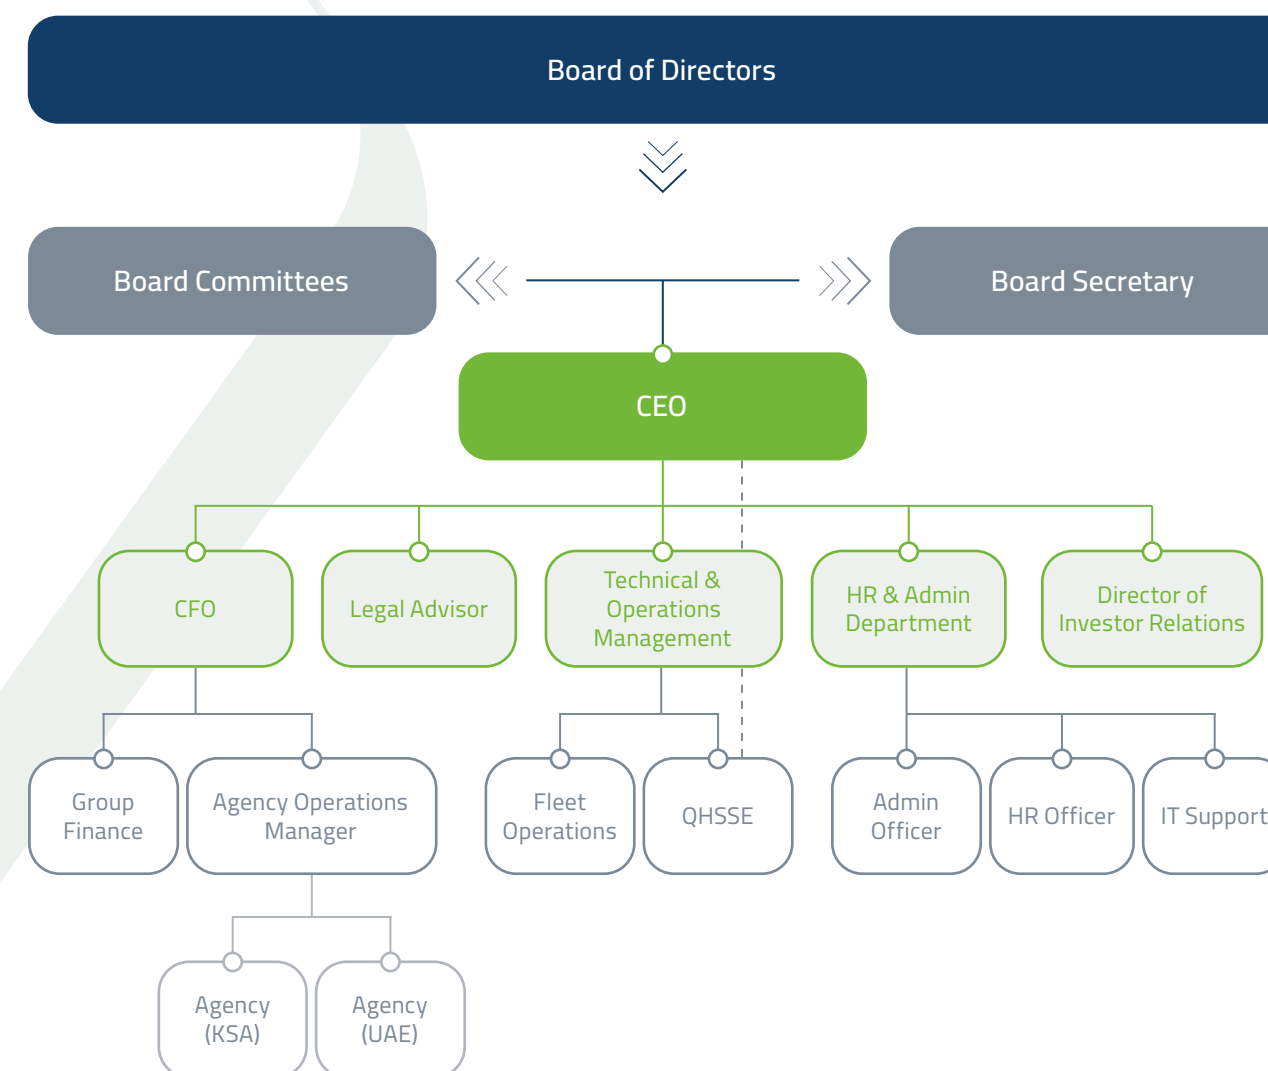 Board of Directors
Board Committees
Board Secretary
CEO
CFO
Legal Advisor
Technical &
Operations
Management
HR & Admin
Department
Director of
Investor Relations
Group
Finance
Agency Operations
Manager
Fleet
Operations
QHSSE
Admin
Officer
HR Officer
IT Support
Agency
(KSA)
Agency
(UAE)